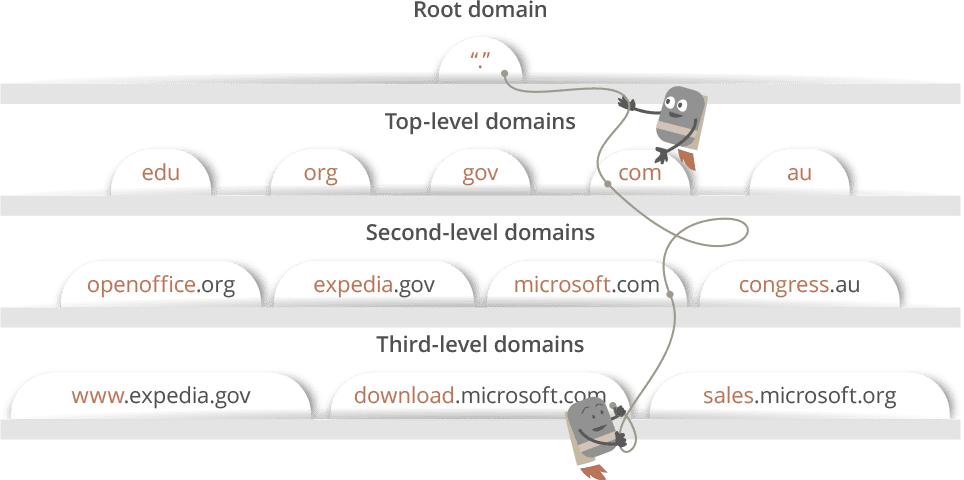 Root domain
“.”
Top-level domains
edu org gov com au
Second-level domains
openoffice.org expedia.gov microsoft.com congress.au
Third-level domains
www.expedia.gov download.microsoft.com sales.microsoft.org